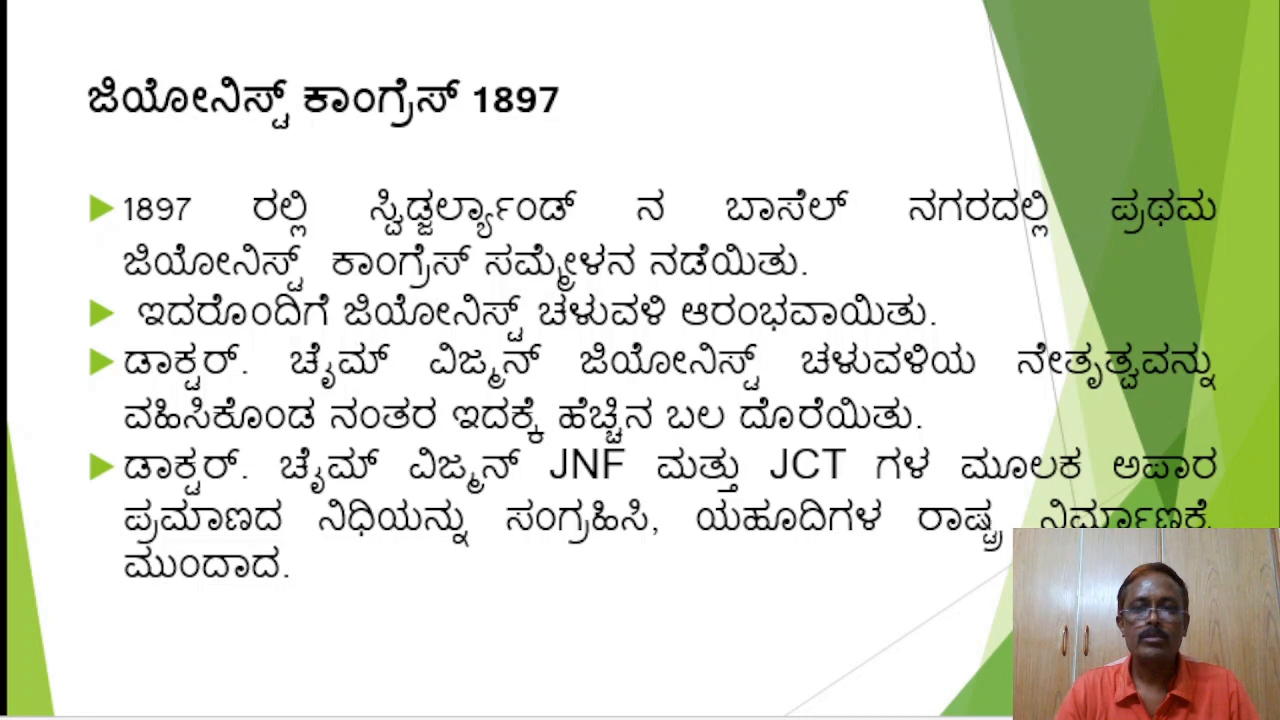 ಜಿಯೋನಿಸ್ಟ್ ಕಾಂಗ್ರೆಸ್ 1897
1897 ರಲ್ಲಿ ಸ್ವಿಡ್ಜರ್ಲ್ಯಾಂಡ್ ನ ಬಾಸೆಲ್ ನಗರದಲ್ಲಿ ಪ್ರಥಮ
ಜಿಯೋನಿಸ್ಟ್ ಕಾಂಗ್ರೆಸ್ ಸಮ್ಮೇಳನ ನಡೆಯಿತು.
ಇದರೊಂದಿಗೆ ಜಿಯೋನಿಸ್ಟ್ ಚಳುವಳಿ ಆರಂಭವಾಯಿತು.
ಡಾಕ್ಟರ್. ಚೈಮ್ ವಿಜ್ಮನ್ ಜಿಯೋನಿಸ್ಟ್ ಚಳುವಳಿಯ ನೇತೃತ್ವವನ್ನು
ವಹಿಸಿಕೊಂಡ ನಂತರ ಇದಕ್ಕೆ ಹೆಚ್ಚಿನ ಬಲ ದೊರೆಯಿತು.
ಡಾಕ್ಟರ್. ಚೈಮ್ ವಿಜ್ಮನ್ JNF ಮತ್ತು JCT ಗಳ ಮೂಲಕ ಅಪಾರ
ಪ್ರಮಾಣದ ನಿಧಿಯನ್ನು ಸಂಗ್ರಹಿಸಿ, ಯಹೂದಿಗಳ ರಾಷ್ಟ್ರ ನಿರ್ಮಾಣಕ್ಕೆ
ಮುಂದಾದ.